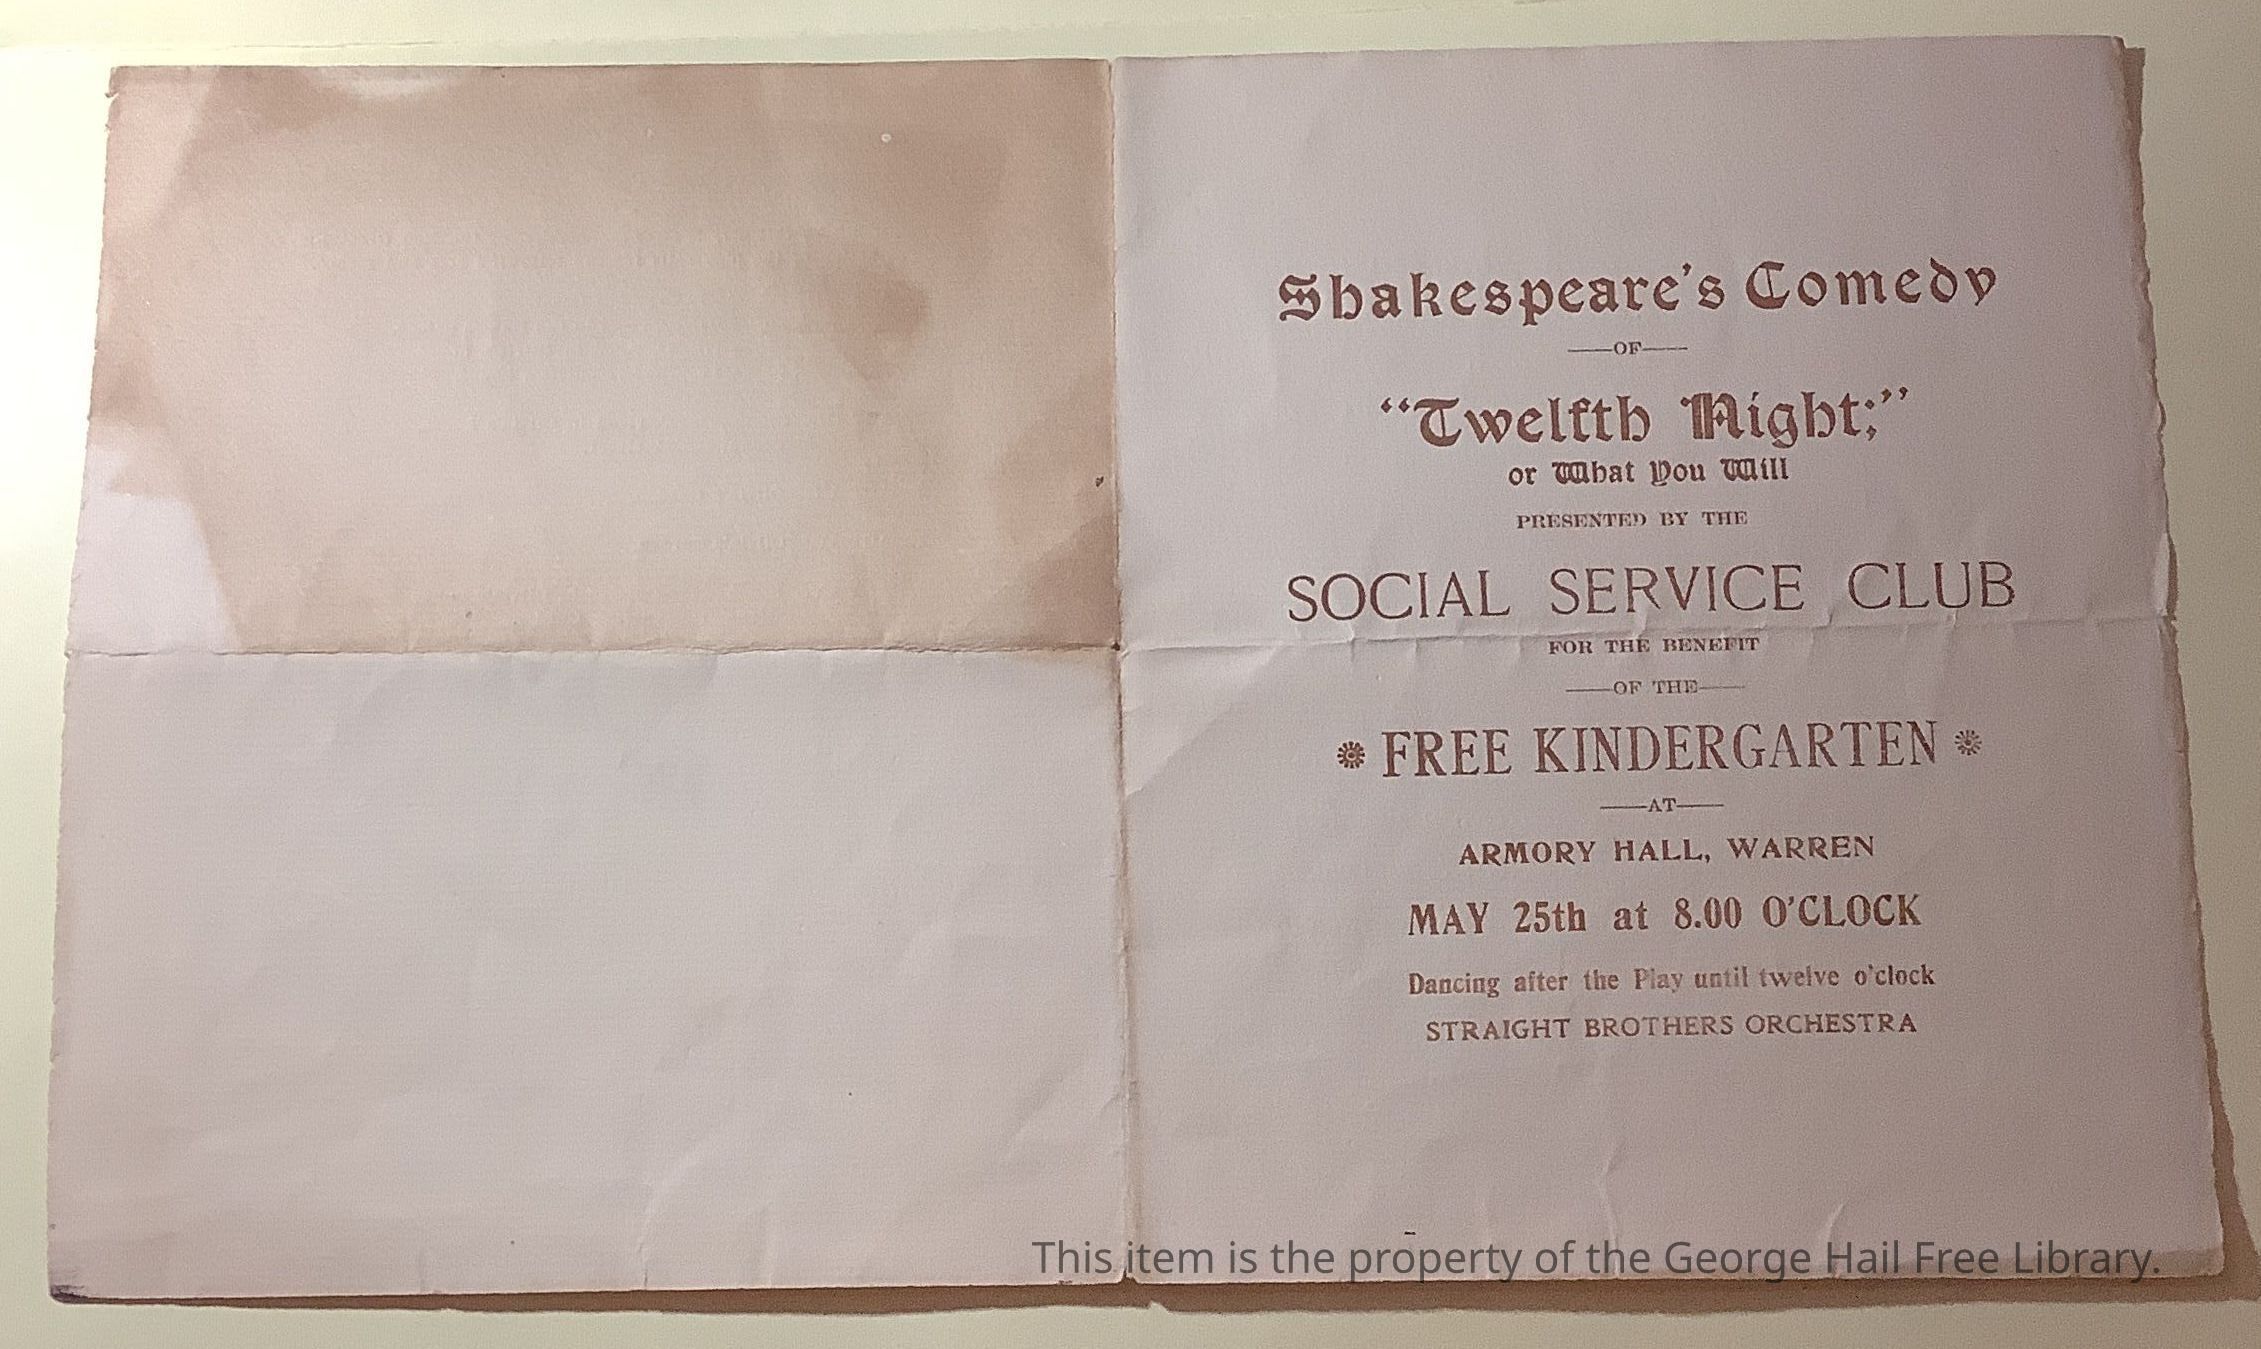 Shakespeare's Comedy
OF
"Twelfth Night;"
or What You Will
PRESENTED BY THE
SOCIAL SERVICE CLUB
FOR THE BENEFIT
OF THE
FREE KINDERGARTEN
AT
ARMORY HALL, WARREN
MAY 25th at 8.00 O'CLOCK
Dancing after the Play until twelve o'clock
STRAIGHT BROTHERS ORCHESTRA
This item is the property of the George Hail Free Library.